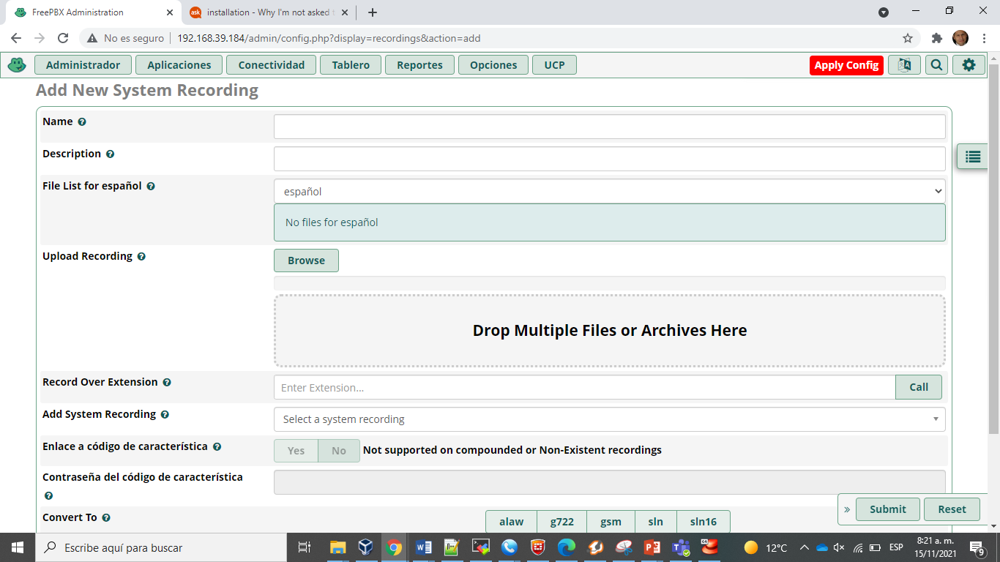 FreePBX Administration
installation - Why I'm not asked t
No es seguro 192.168.39.184/admin/config.php?display=recordings&action=add
Administrador Aplicaciones Conectividad Tablero Reportes Opciones UCP Apply Config
Add New System Recording
Name
Description
File List for español español
No files for español
Upload Recording Browse
Drop Multiple Files or Archives Here
Record Over Extension Enter Extension... Call
Add System Recording Select a system recording
Enlace a código de característica Yes No Not supported on compounded or Non-Existent recordings
Contraseña del código de característica
» Submit Reset
Convert To alaw g722 gsm sln sln16
Escribe aquí para buscar
12°C ESP
8:21 a. m.
15/11/2021
9